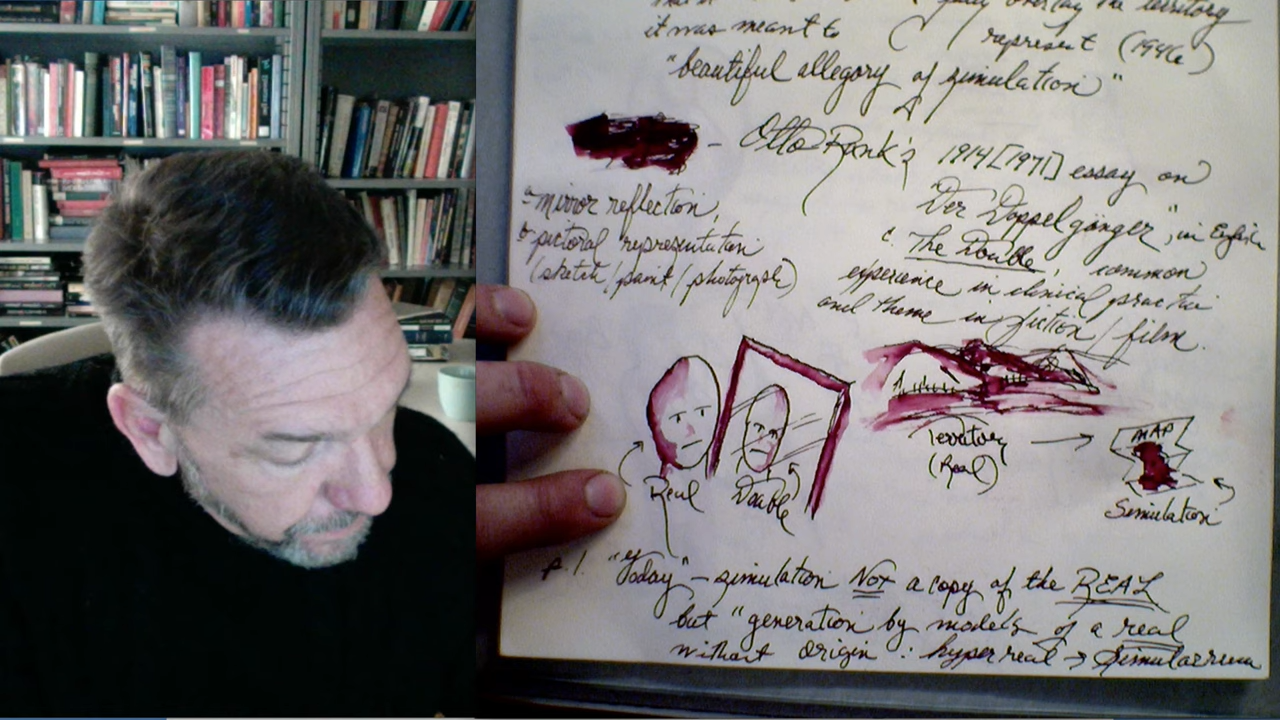 overlay the territory
it was meant to represent (1946)
"beautiful allegory of simulation"
– Otto Rank's 1914 [1971] essay on
"Der Doppelgänger", in English
a – mirror reflection,
b – pictoral representation
(sketch / paint / photograph)
c. The Double, common
experience in clinical practice
and theme in fiction / film.
Real
Double
Territory
(Real)
MAP
Simulation
p. 1. "Today" – simulation NOT a copy of the REAL
but "generation by models of a real
without origin : hyperreal → Simulacrum